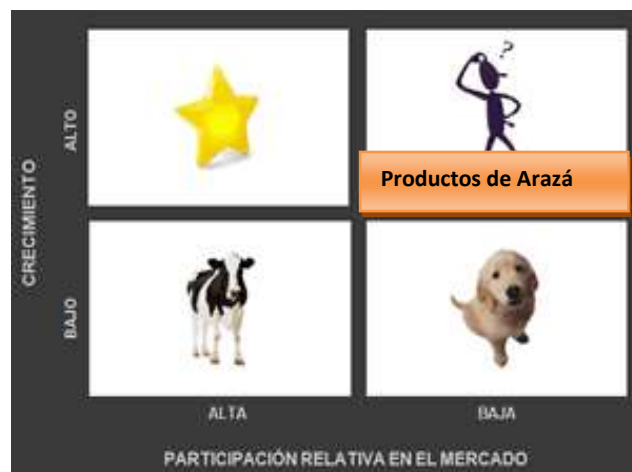 ?
CRECIMIENTO
ALTO
Productos de Arazá
BAJO
ALTA
BAJA
PARTICIPACIÓN RELATIVA EN EL MERCADO